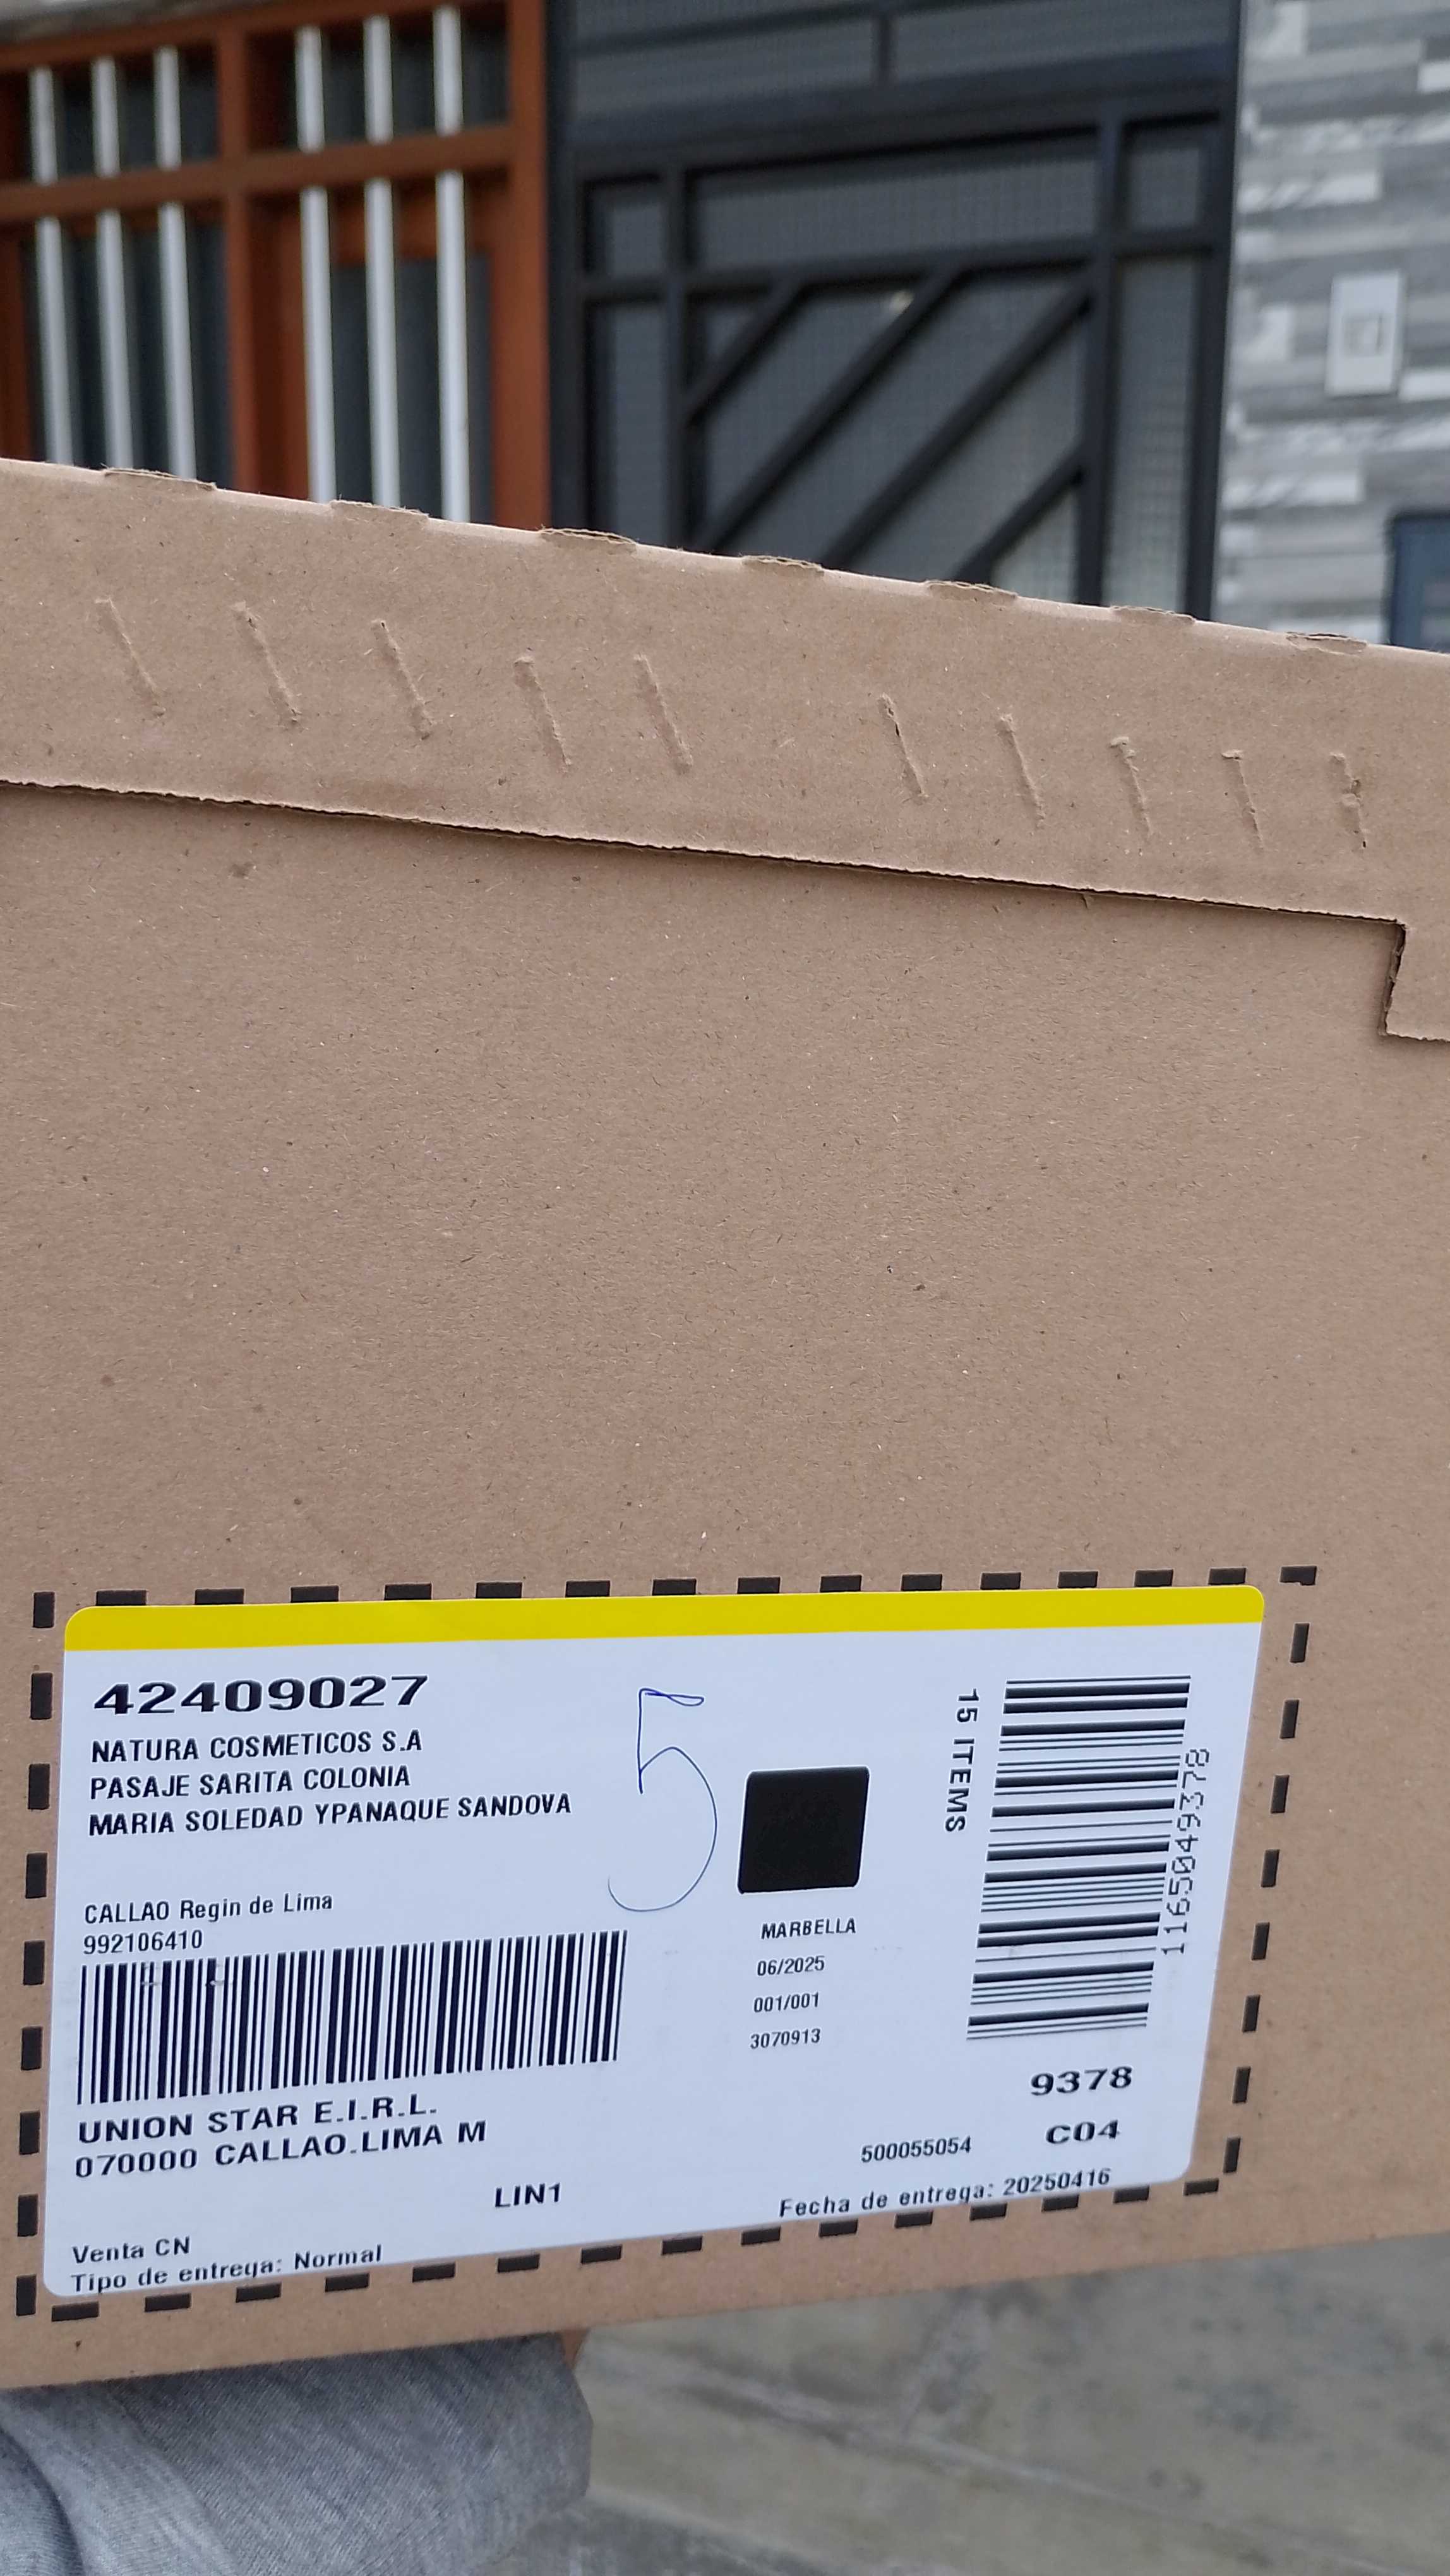 42409027
NATURA COSMETICOS S.A
PASAJE SARITA COLONIA
MARIA SOLEDAD YPANAQUE SANDOVA
CALLAO Regin de Lima
992106410
UNION STAR E.I.R.L.
070000 CALLAO.LIMA M
LIN1
Venta CN
Tipo de entrega: Normal
5
MARBELLA
06/2025
001/001
3070913
15 ITEMS
1165049378
9378
C04
500055054
Fecha de entrega: 20250416